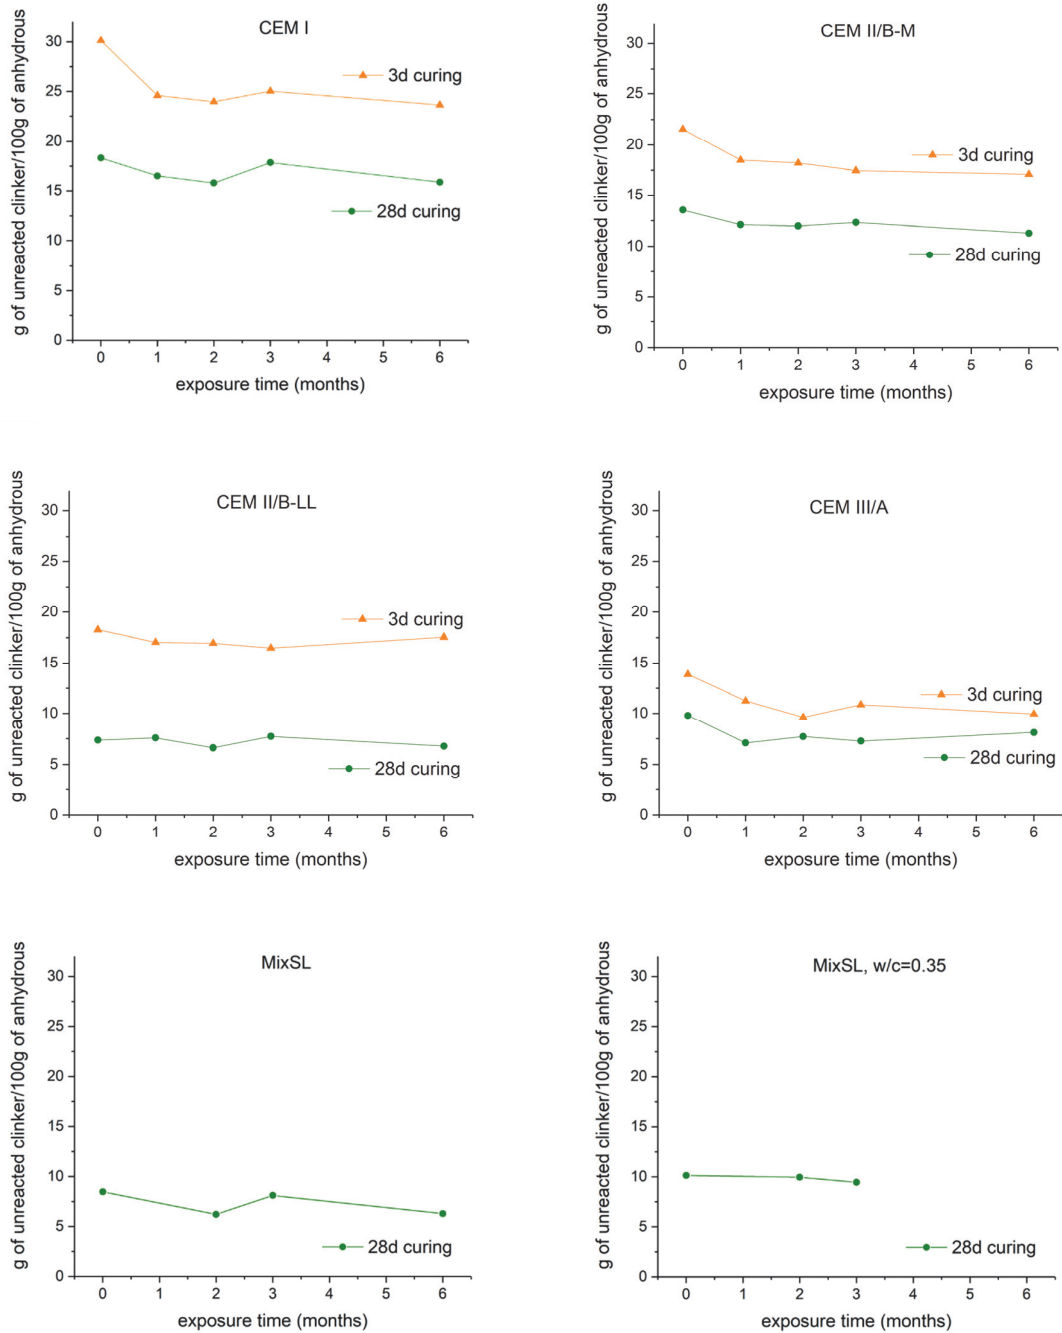 CEM I
g of unreacted clinker/100g of anhydrous
30
25
20
15
10
5
0
3d curing
28d curing
0 1 2 3 4 5 6
exposure time (months)
CEM II/B-M
g of unreacted clinker/100g of anhydrous
30
25
20
15
10
5
0
3d curing
28d curing
0 1 2 3 4 5 6
exposure time (months)
CEM II/B-LL
g of unreacted clinker/100g of anhydrous
30
25
20
15
10
5
0
3d curing
28d curing
0 1 2 3 4 5 6
exposure time (months)
CEM III/A
g of unreacted clinker/100g of anhydrous
30
25
20
15
10
5
0
3d curing
28d curing
0 1 2 3 4 5 6
exposure time (months)
MixSL
g of unreacted clinker/100g of anhydrous
30
25
20
15
10
5
0
28d curing
0 1 2 3 4 5 6
exposure time (months)
MixSL, w/c=0.35
g of unreacted clinker/100g of anhydrous
30
25
20
15
10
5
0
28d curing
0 1 2 3 4 5 6
exposure time (months)